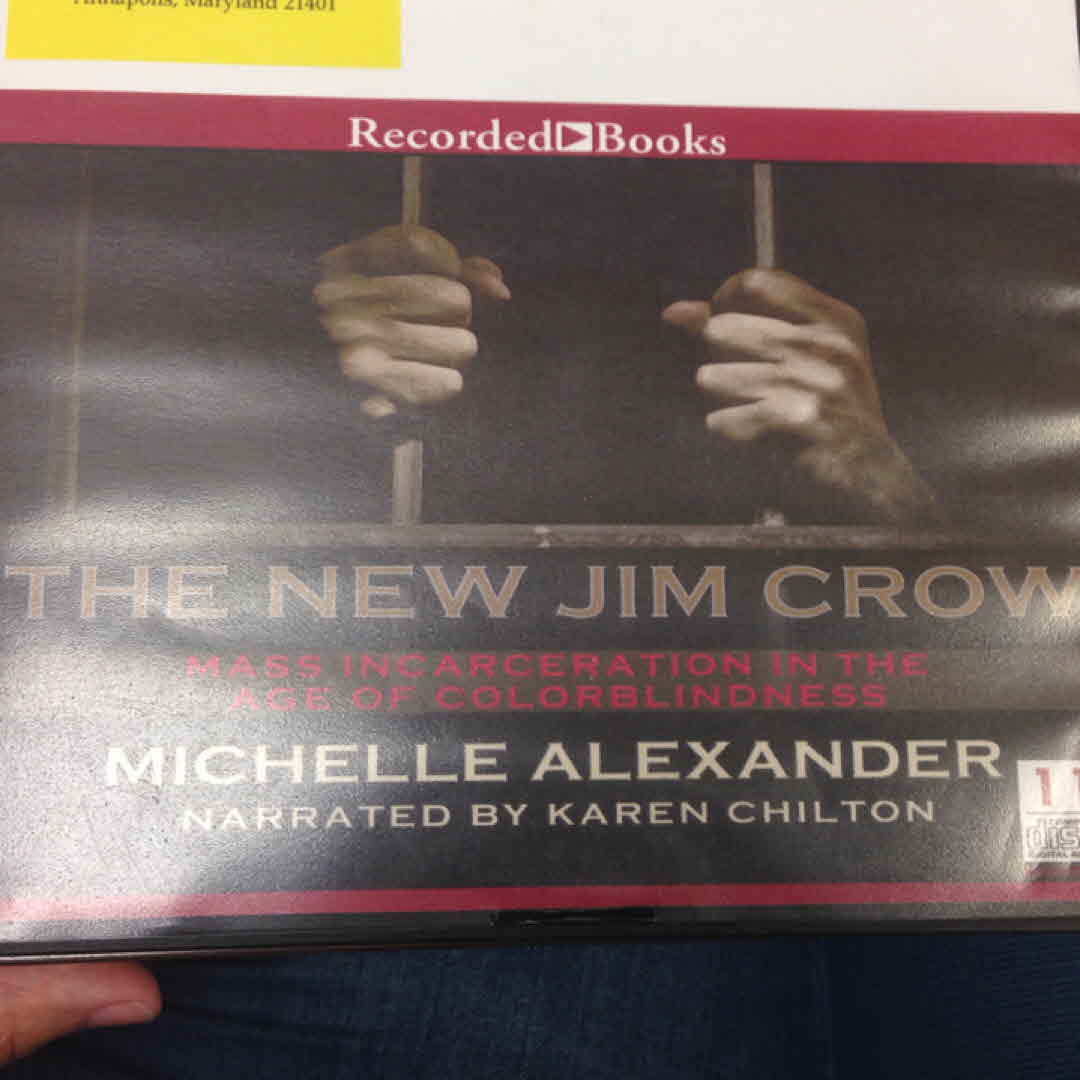 Annapolis, Maryland 21401
Recorded Books
THE NEW JIM CROW
MASS INCARCERATION IN THE
AGE OF COLORBLINDNESS
MICHELLE ALEXANDER
NARRATED BY KAREN CHILTON
11